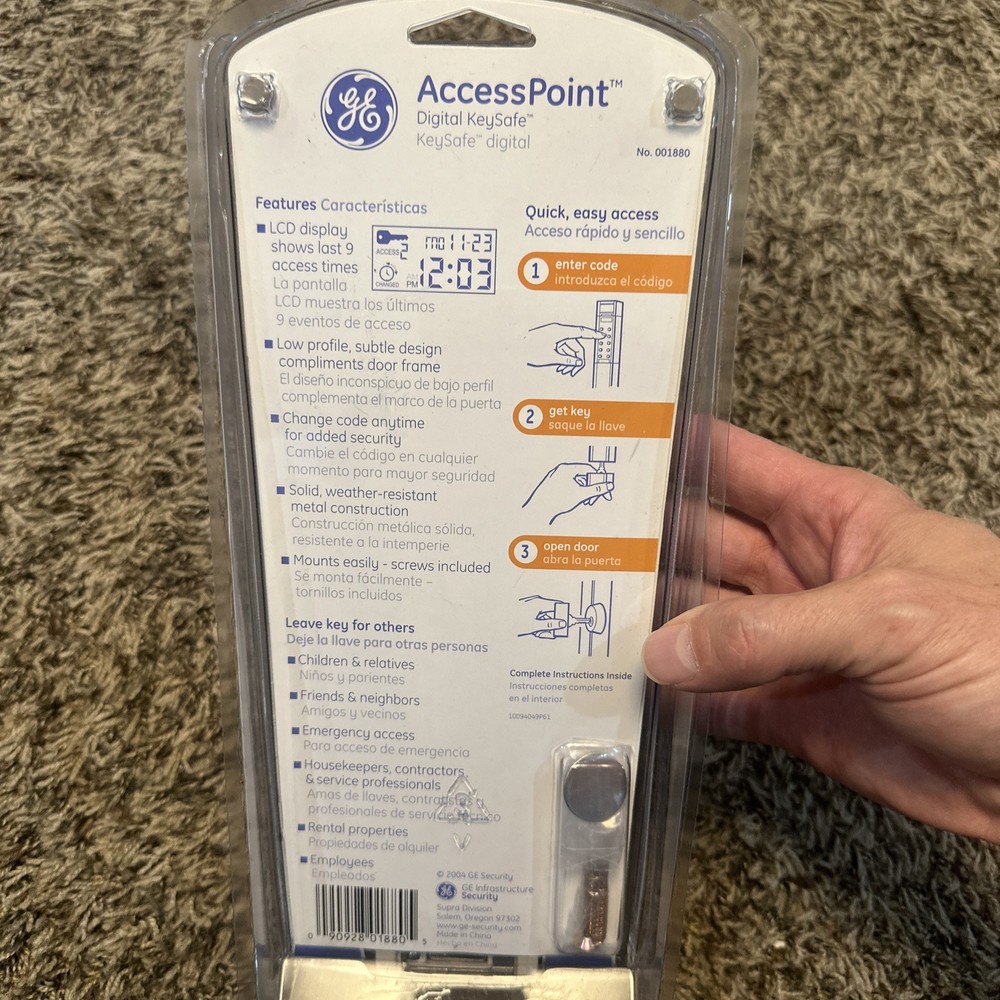 GE
AccessPoint™
Digital KeySafe™
KeySafe™ digital
No. 001880
Features Características
LCD display
shows last 9
access times
La pantalla
LCD muestra los últimos
9 eventos de acceso
ACCESS 2 mo 11-23
CHANGED AM PM 12:03
Low profile, subtle design
compliments door frame
El diseño inconspicuo de bajo perfil
complementa el marco de la puerta
Change code anytime
for added security
Cambie el código en cualquier
momento para mayor seguridad
Solid, weather-resistant
metal construction
Construcción metálica sólida,
resistente a la intemperie
Mounts easily - screws included
Se monta fácilmente –
tornillos incluidos
Leave key for others
Deje la llave para otras personas
Children & relatives
Niños y parientes
Friends & neighbors
Amigos y vecinos
Emergency access
Para acceso de emergencia
Housekeepers, contractors
& service professionals
Amas de llaves, contratistas o
profesionales de servicio técnico
Rental properties
Propiedades de alquiler
Employees
Empleados
Quick, easy access
Acceso rápido y sencillo
1 enter code
introduzca el código
2 get key
saque la llave
3 open door
abra la puerta
Complete Instructions Inside
Instrucciones completas
en el interior
10094049P61
V
© 2004 GE Security
GE GE Infrastructure
Security
Supra Division
Salem, Oregon 97302
www.ge-security.com
Made in China
Hecho en China
0 90928 01880 5